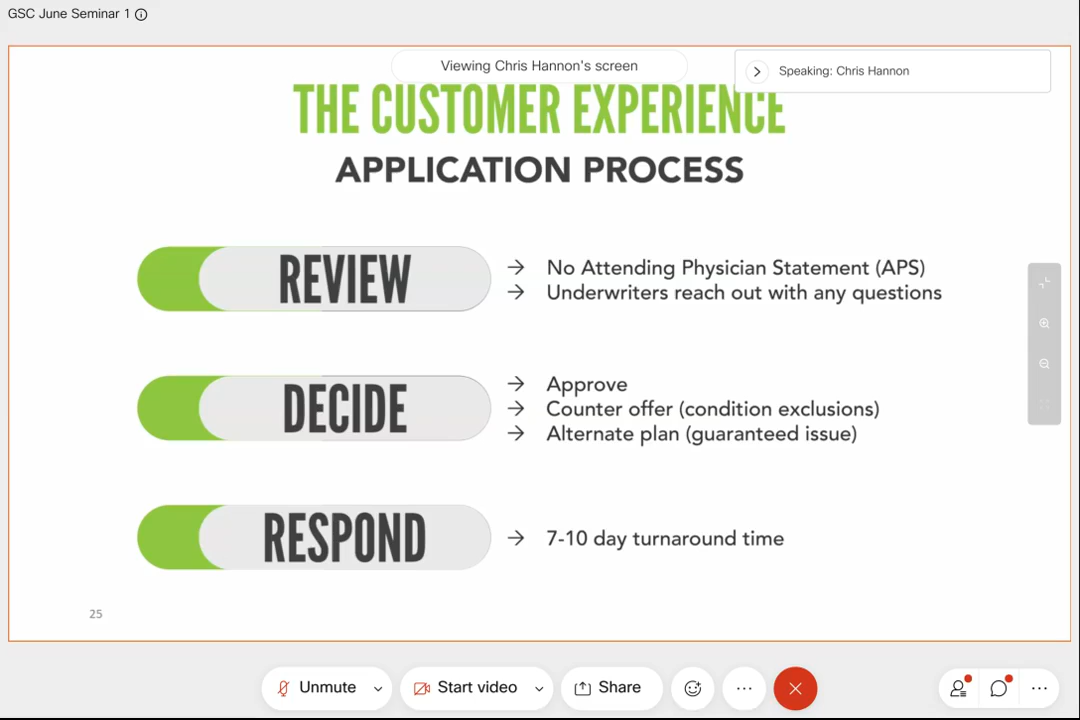 GSC June Seminar 1
Viewing Chris Hannon's screen
Speaking: Chris Hannon
THE CUSTOMER EXPERIENCE
APPLICATION PROCESS
REVIEW
→ No Attending Physician Statement (APS)
→ Underwriters reach out with any questions
DECIDE
→ Approve
→ Counter offer (condition exclusions)
→ Alternate plan (guaranteed issue)
RESPOND
→ 7-10 day turnaround time
25
Unmute
Start video
Share